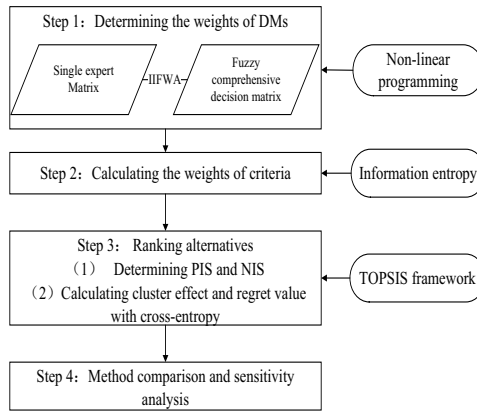 Step 1：Determining the weights of DMs
Single expert
Matrix
IIFWA
Fuzzy
comprehensive
decision matrix
Non-linear
programming
Step 2：Calculating the weights of criteria
Information entropy
Step 3： Ranking alternatives
（1） Determining PIS and NIS
（2）Calculating cluster effect and regret value
with cross-entropy
TOPSIS framework
Step 4：Method comparison and sensitivity
analysis